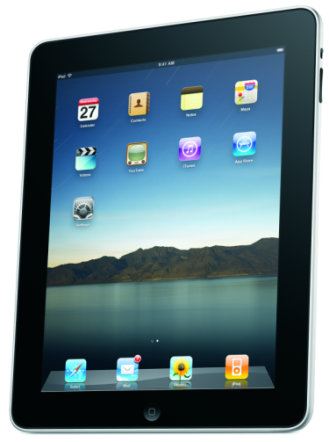 iPad
9:41 AM
27
Calendar
Contacts
Notes
Maps
Videos
YouTube
iTunes
App Store
Settings
Safari
Mail
Photos
iPod